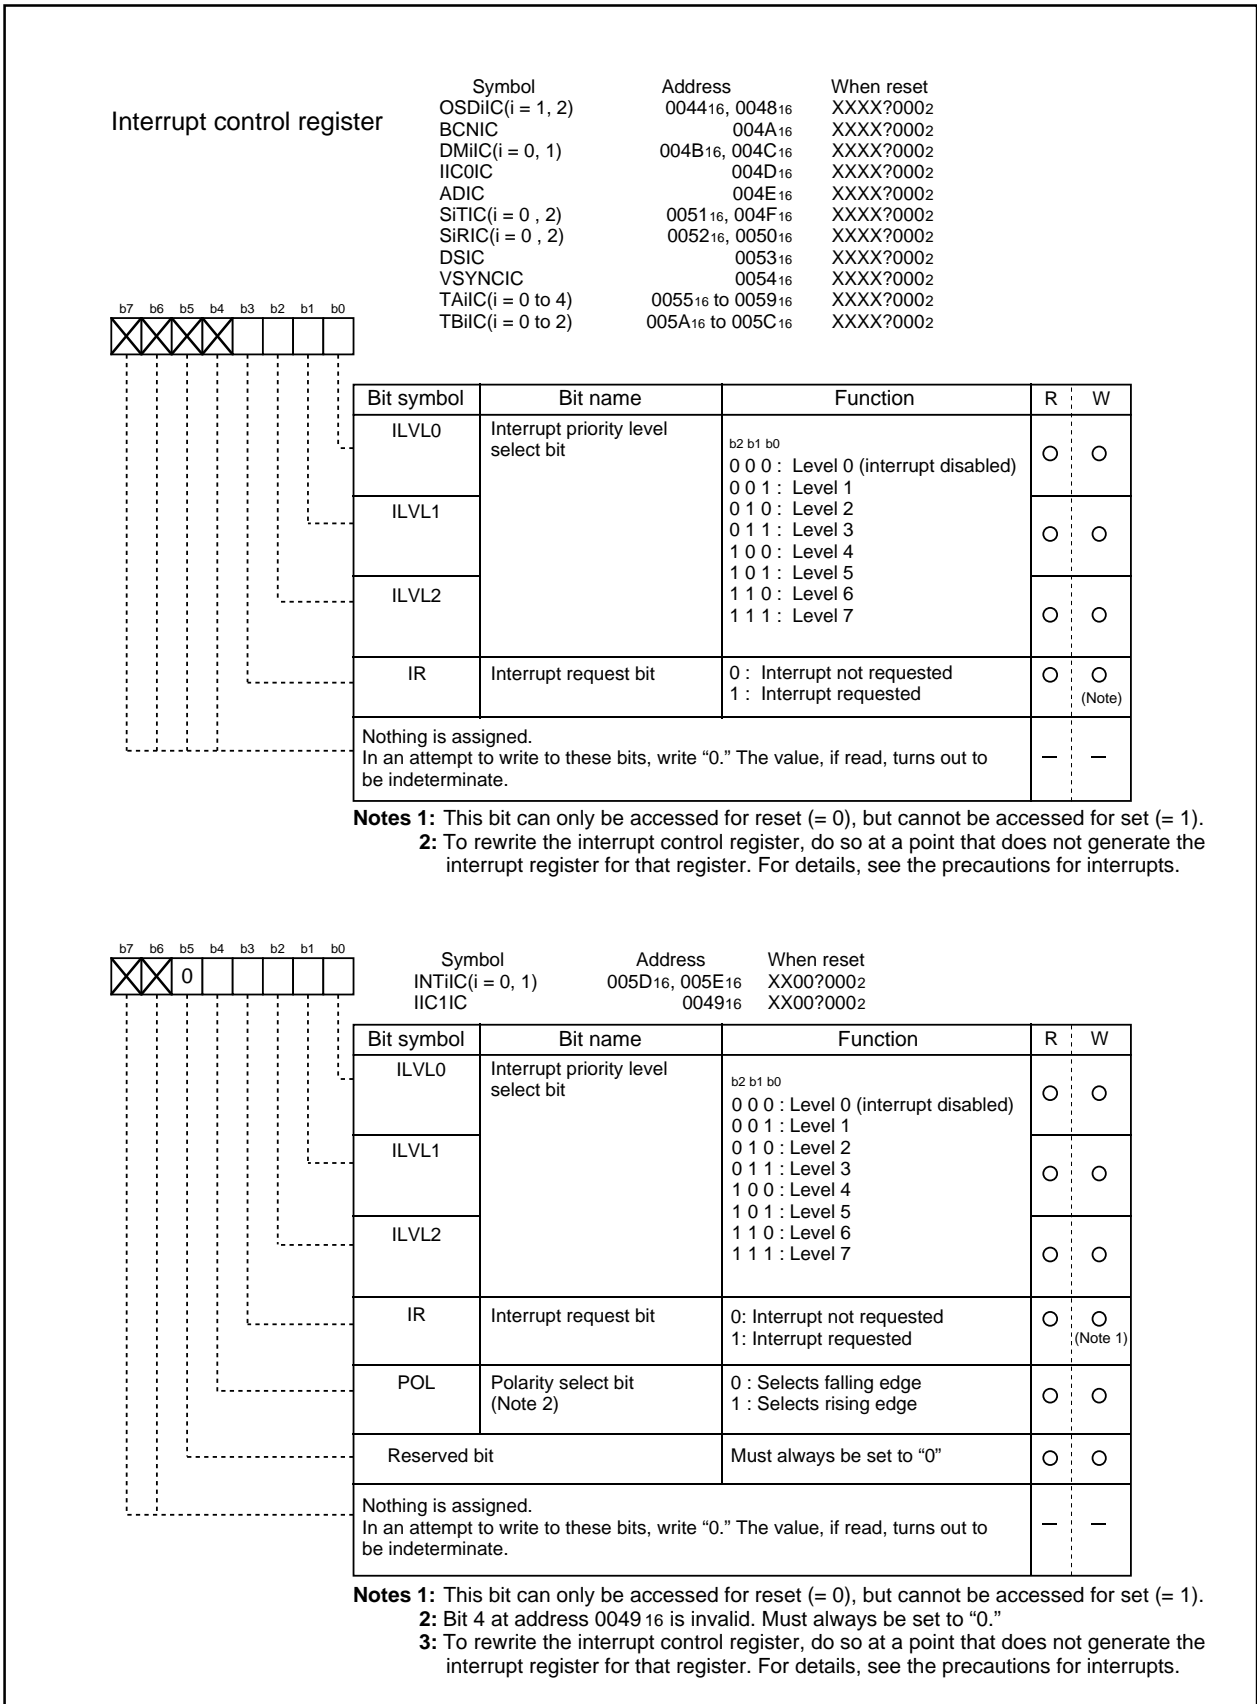 Interrupt control register
Symbol Address When reset
OSDiIC(i = 1, 2) 004416, 004816 XXXX?0002
BCNIC 004A16 XXXX?0002
DMiIC(i = 0, 1) 004B16, 004C16 XXXX?0002
IIC0IC 004D16 XXXX?0002
ADIC 004E16 XXXX?0002
SiTIC(i = 0 , 2) 005116, 004F16 XXXX?0002
SiRIC(i = 0 , 2) 005216, 005016 XXXX?0002
DSIC 005316 XXXX?0002
VSYNCIC 005416 XXXX?0002
TAiIC(i = 0 to 4) 005516 to 005916 XXXX?0002
TBiIC(i = 0 to 2) 005A16 to 005C16 XXXX?0002
b7 b6 b5 b4 b3 b2 b1 b0
Bit symbol Bit name Function R W
ILVL0 Interrupt priority level
select bit
b2 b1 b0
0 0 0 : Level 0 (interrupt disabled)
0 0 1 : Level 1
ILVL1 0 1 0 : Level 2
0 1 1 : Level 3
1 0 0 : Level 4
1 0 1 : Level 5
ILVL2 1 1 0 : Level 6
1 1 1 : Level 7
IR Interrupt request bit 0 : Interrupt not requested
1 : Interrupt requested (Note)
Nothing is assigned.
In an attempt to write to these bits, write “0.” The value, if read, turns out to
be indeterminate.
Notes 1: This bit can only be accessed for reset (= 0), but cannot be accessed for set (= 1).
2: To rewrite the interrupt control register, do so at a point that does not generate the
interrupt register for that register. For details, see the precautions for interrupts.
b7 b6 b5 b4 b3 b2 b1 b0
0
Symbol Address When reset
INTiIC(i = 0, 1) 005D16, 005E16 XX00?0002
IIC1IC 004916 XX00?0002
Bit symbol Bit name Function R W
ILVL0 Interrupt priority level
select bit
b2 b1 b0
0 0 0 : Level 0 (interrupt disabled)
0 0 1 : Level 1
ILVL1 0 1 0 : Level 2
0 1 1 : Level 3
1 0 0 : Level 4
1 0 1 : Level 5
ILVL2 1 1 0 : Level 6
1 1 1 : Level 7
IR Interrupt request bit 0: Interrupt not requested
1: Interrupt requested (Note 1)
POL Polarity select bit 0 : Selects falling edge
(Note 2) 1 : Selects rising edge
Reserved bit Must always be set to “0”
Nothing is assigned.
In an attempt to write to these bits, write “0.” The value, if read, turns out to
be indeterminate.
Notes 1: This bit can only be accessed for reset (= 0), but cannot be accessed for set (= 1).
2: Bit 4 at address 004916 is invalid. Must always be set to “0.”
3: To rewrite the interrupt control register, do so at a point that does not generate the
interrupt register for that register. For details, see the precautions for interrupts.